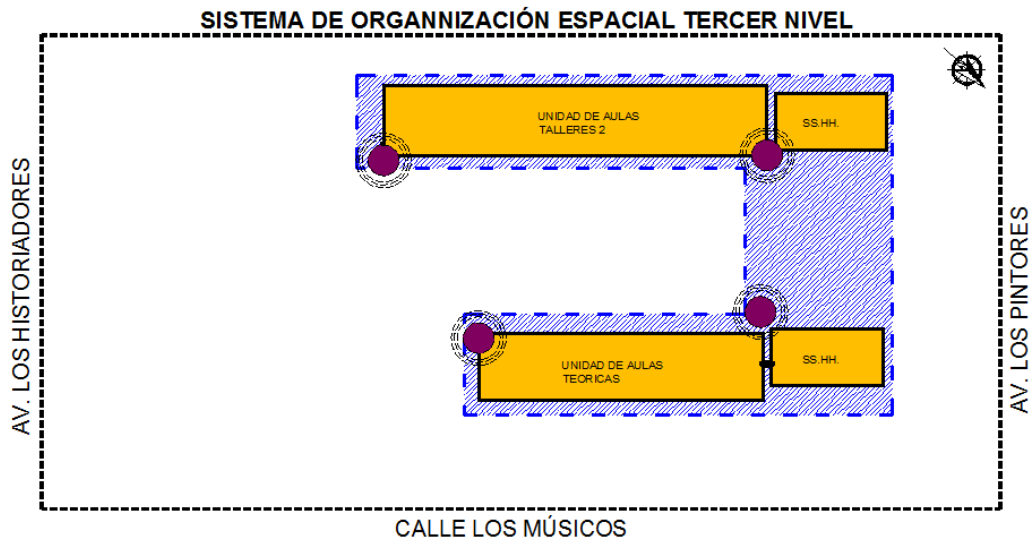 SISTEMA DE ORGANNIZACIÓN ESPACIAL TERCER NIVEL
UNIDAD DE AULAS
TALLERES 2
SS.HH.
AV. LOS HISTORIADORES
AV. LOS PINTORES
UNIDAD DE AULAS
TEORICAS
SS.HH.
CALLE LOS MÚSICOS